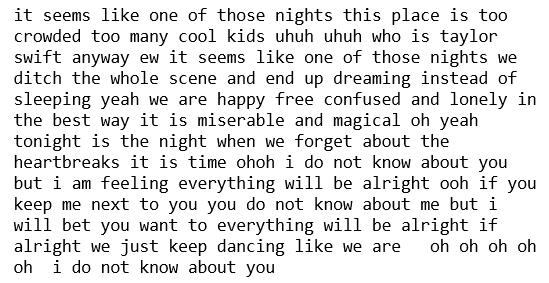 it seems like one of those nights this place is too
crowded too many cool kids uhuh uhuh who is taylor
swift anyway ew it seems like one of those nights we
ditch the whole scene and end up dreaming instead of
sleeping yeah we are happy free confused and lonely in
the best way it is miserable and magical oh yeah
tonight is the night when we forget about the
heartbreaks it is time ohoh i do not know about you
but i am feeling everything will be alright ooh if you
keep me next to you you do not know about me but i
will bet you want to everything will be alright if
alright we just keep dancing like we are   oh oh oh oh
oh  i do not know about you